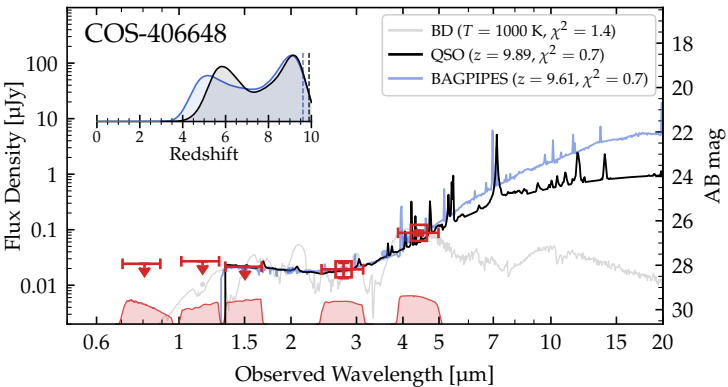 COS-406648
BD (T = 1000 K, χ² = 1.4)
QSO (z = 9.89, χ² = 0.7)
BAGPIPES (z = 9.61, χ² = 0.7)
0 2 4 6 8 10
Redshift
Flux Density [μJy]
100
10
1
0.1
0.01
AB mag
18
20
22
24
26
28
30
0.6 1 1.5 2 3 4 5 7 10 15 20
Observed Wavelength [μm]